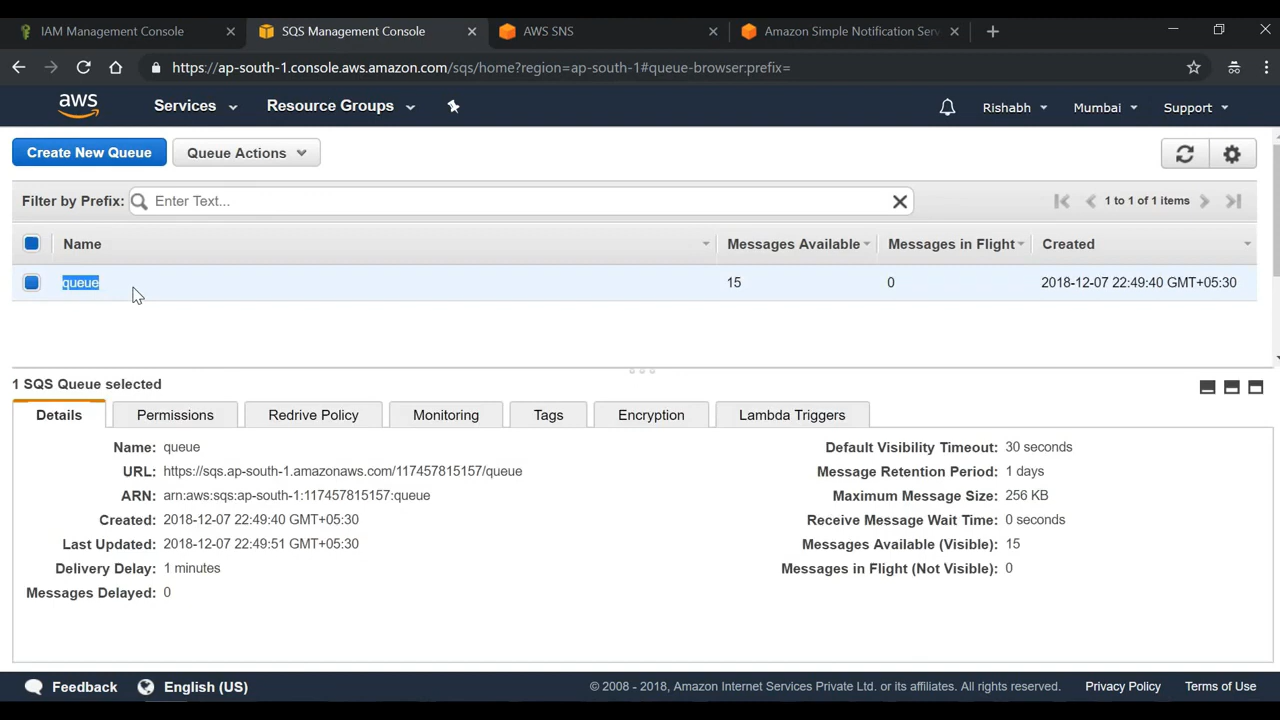 IAM Management Console
SQS Management Console
AWS SNS
Amazon Simple Notification Serv
https://ap-south-1.console.aws.amazon.com/sqs/home?region=ap-south-1#queue-browser:prefix=
aws Services Resource Groups Rishabh Mumbai Support
Create New Queue Queue Actions
Filter by Prefix: Enter Text... 1 to 1 of 1 items
Name Messages Available Messages in Flight Created
queue 15 0 2018-12-07 22:49:40 GMT+05:30
1 SQS Queue selected
Details Permissions Redrive Policy Monitoring Tags Encryption Lambda Triggers
Name: queue
URL: https://sqs.ap-south-1.amazonaws.com/117457815157/queue
ARN: arn:aws:sqs:ap-south-1:117457815157:queue
Created: 2018-12-07 22:49:40 GMT+05:30
Last Updated: 2018-12-07 22:49:51 GMT+05:30
Delivery Delay: 1 minutes
Messages Delayed: 0
Default Visibility Timeout: 30 seconds
Message Retention Period: 1 days
Maximum Message Size: 256 KB
Receive Message Wait Time: 0 seconds
Messages Available (Visible): 15
Messages in Flight (Not Visible): 0
Feedback English (US) © 2008 - 2018, Amazon Internet Services Private Ltd. or its affiliates. All rights reserved. Privacy Policy Terms of Use